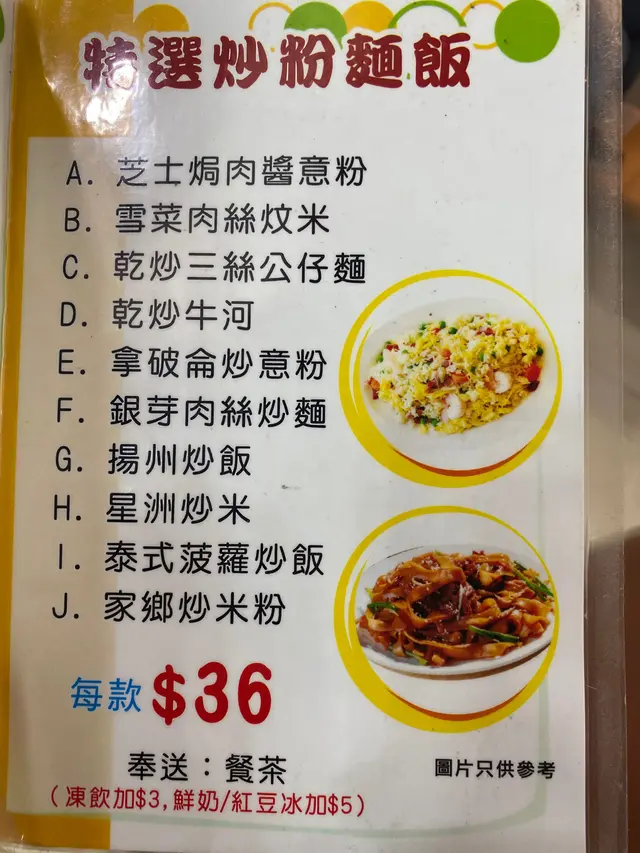 特選炒粉麵飯
A. 芝士焗肉醬意粉
B. 雪菜肉絲炆米
C. 乾炒三絲公仔麵
D. 乾炒牛河
E. 拿破侖炒意粉
F. 銀芽肉絲炒麵
G. 揚州炒飯
H. 星洲炒米
I. 泰式菠蘿炒飯
J. 家鄉炒米粉
每款 $36
奉送：餐茶
圖片只供參考
(凍飲加$3,鮮奶/紅豆冰加$5)